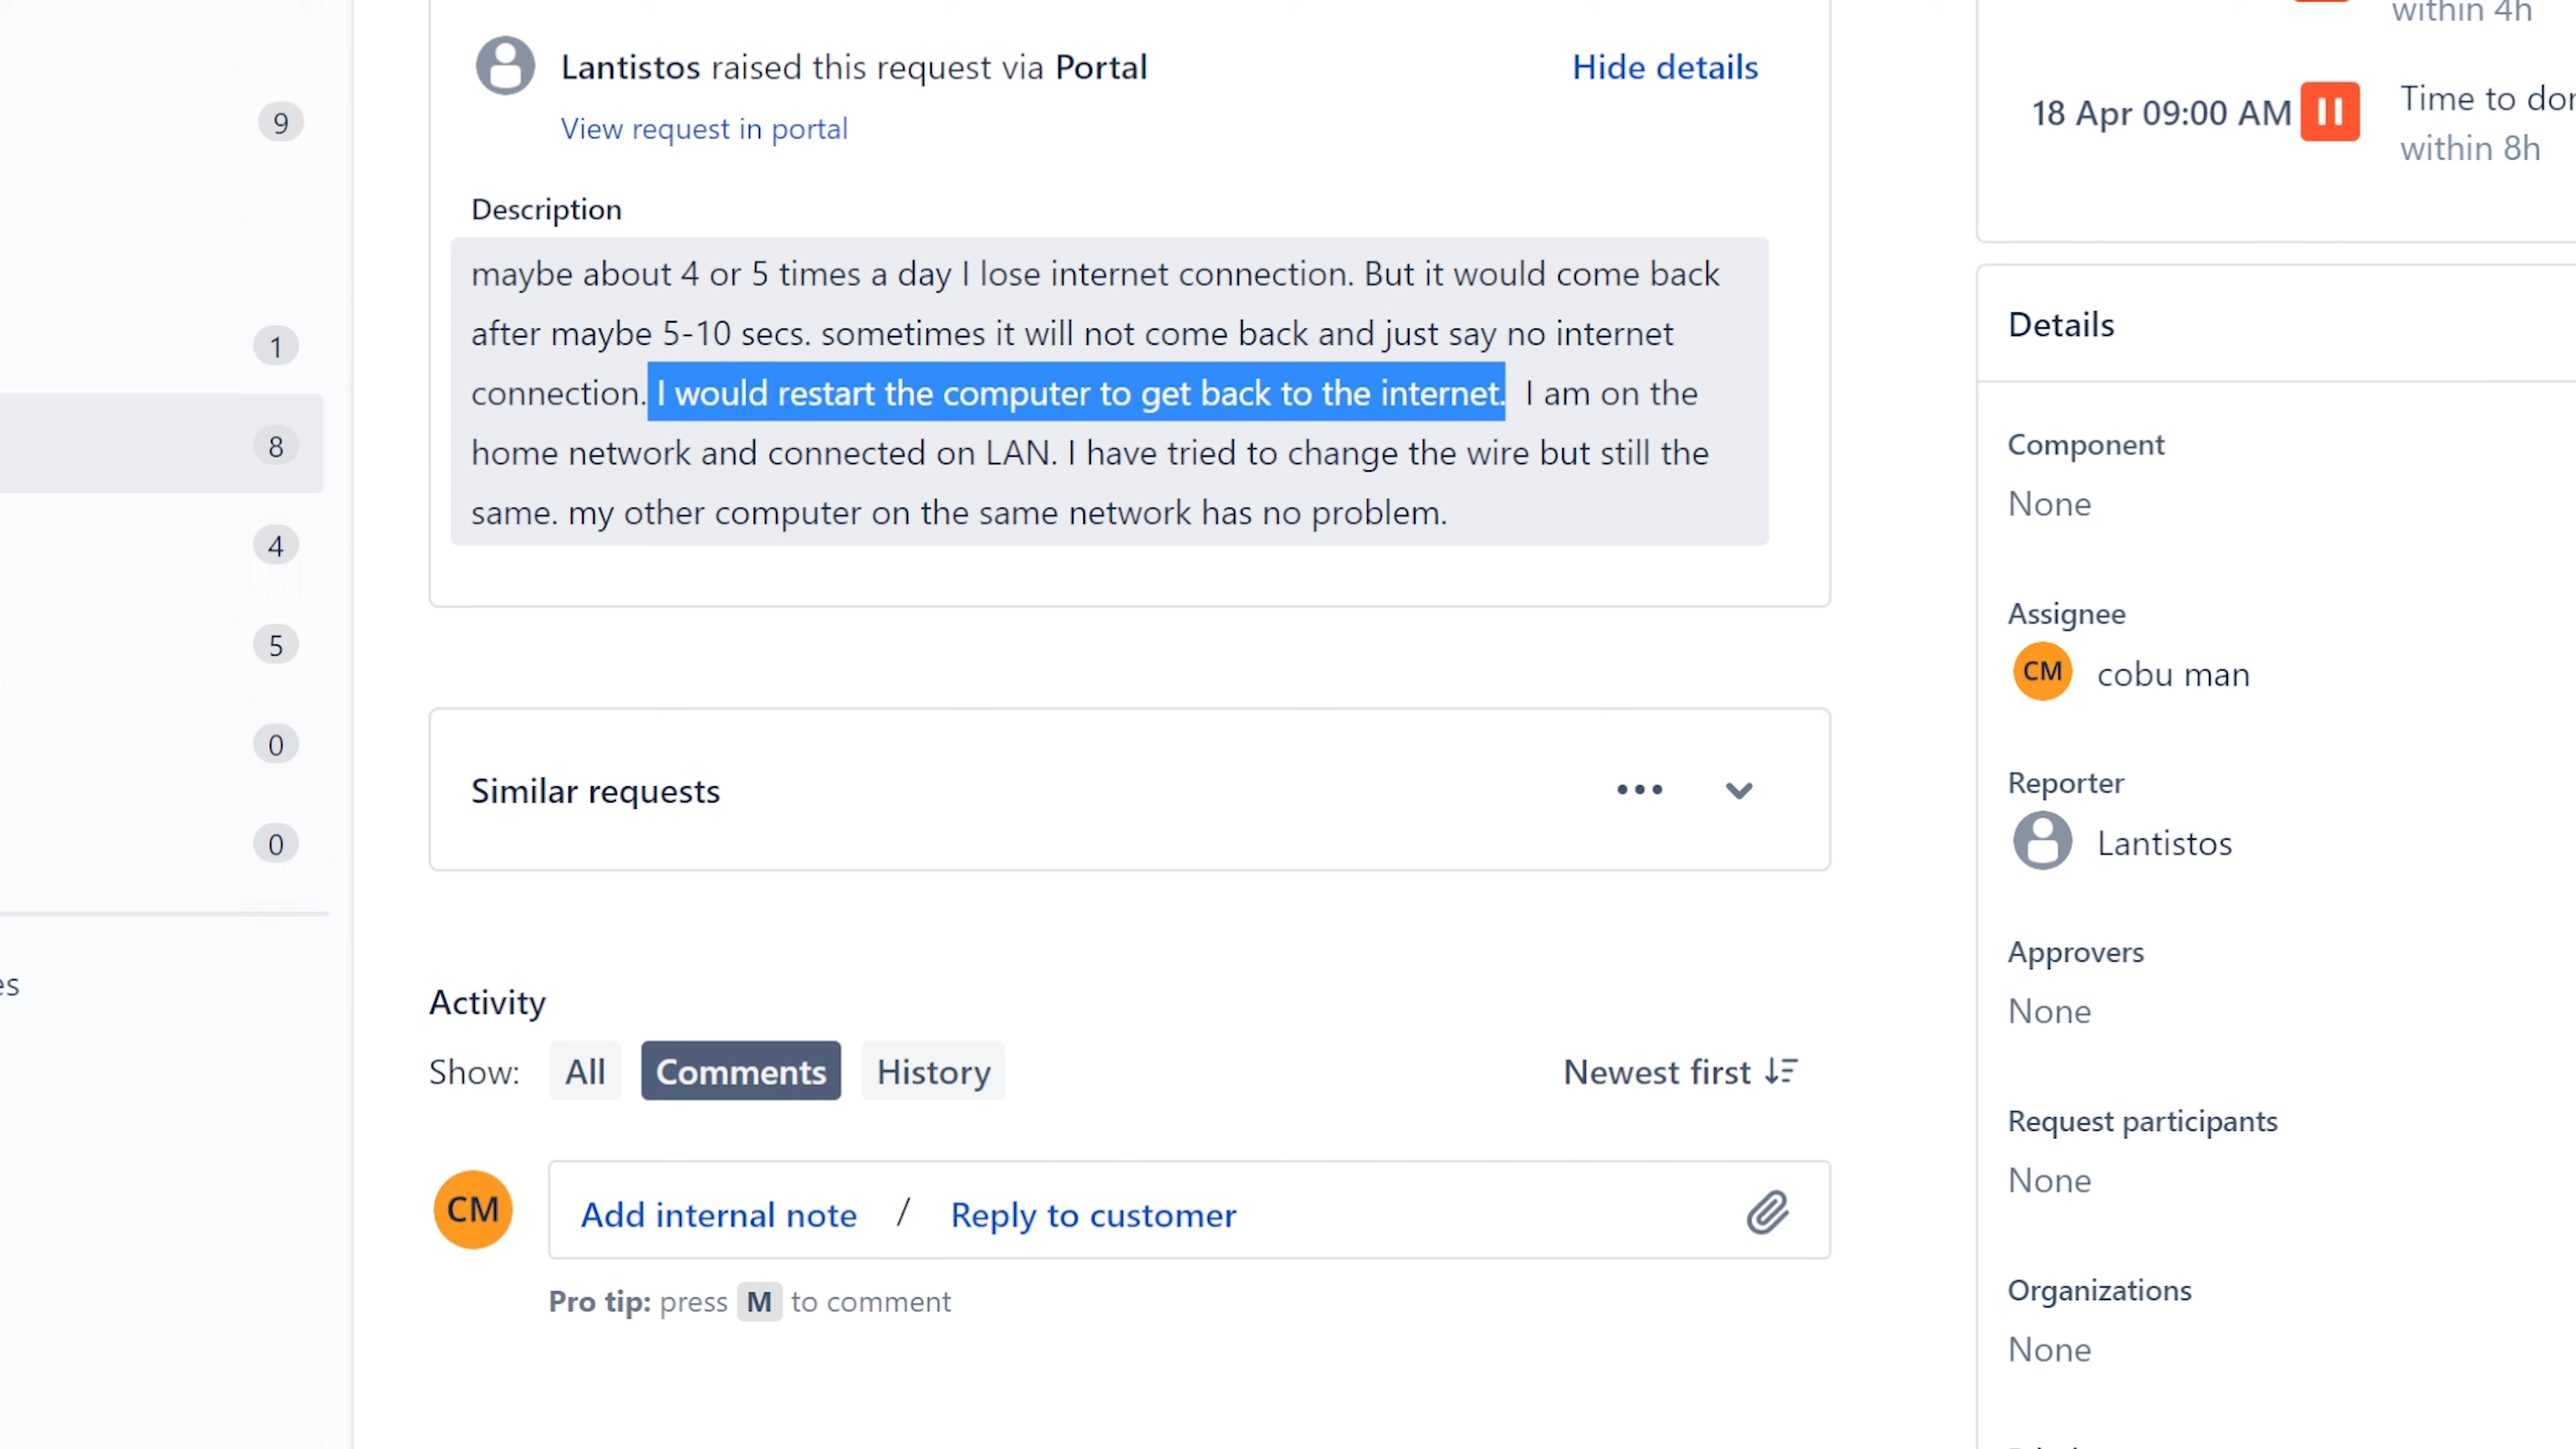 within 4h
Lantistos raised this request via Portal
Hide details
View request in portal
18 Apr 09:00 AM
Time to
within 8h
9
Description
maybe about 4 or 5 times a day I lose internet connection. But it would come back
after maybe 5-10 secs. sometimes it will not come back and just say no internet
connection. I would restart the computer to get back to the internet.  I am on the
home network and connected on LAN. I have tried to change the wire but still the
same. my other computer on the same network has no problem.
1
8
4
5
0
0
Details
Component
None
Assignee
CM cobu man
Reporter
Lantistos
Approvers
None
Request participants
None
Organizations
None
Similar requests
Activity
Show: All Comments History
Newest first
CM
Add internal note / Reply to customer
Pro tip: press M to comment